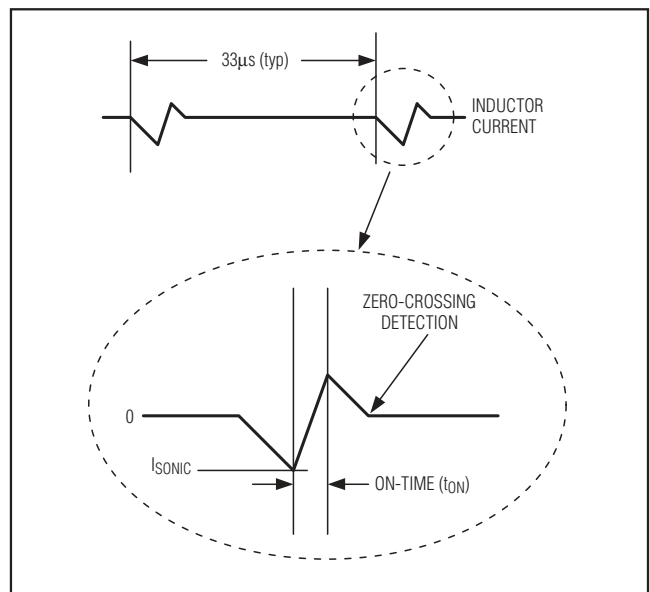 33μs (typ)
INDUCTOR
CURRENT
ZERO-CROSSING
DETECTION
0
ISONIC
ON-TIME (tON)